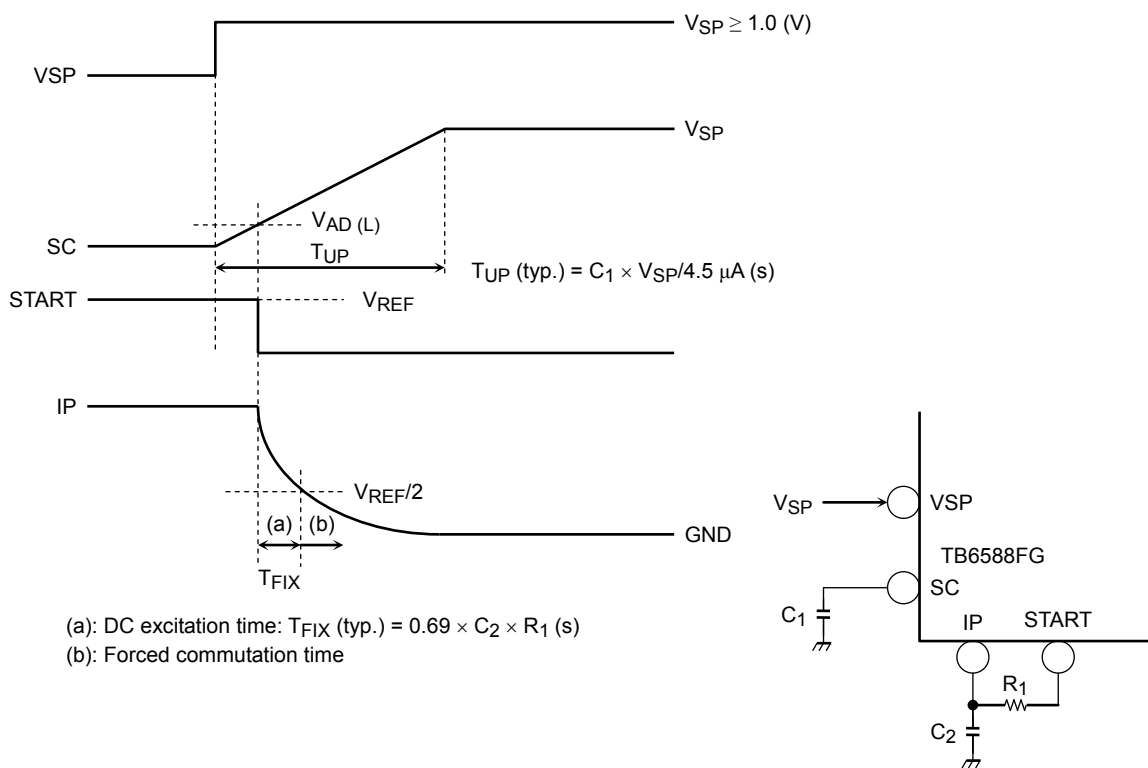 VSP
V_SP ≥ 1.0 (V)
V_SP
V_AD (L)
SC
T_UP
T_UP (typ.) = C_1 × V_SP/4.5 μA (s)
START
V_REF
IP
V_REF/2
(a)
(b)
GND
T_FIX
(a): DC excitation time: T_FIX (typ.) = 0.69 × C_2 × R_1 (s)
(b): Forced commutation time
V_SP
VSP
TB6588FG
SC
C_1
IP
START
R_1
C_2